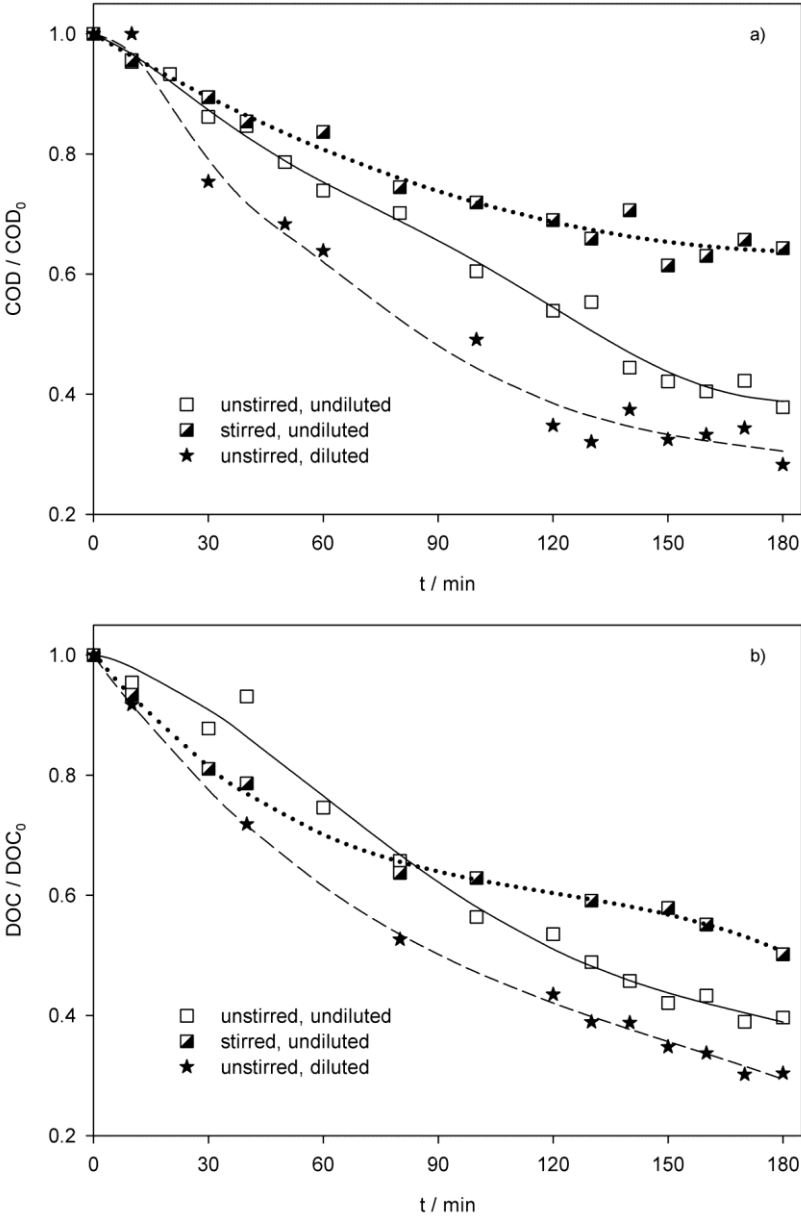 a)
1.0
0.8
0.6
0.4
0.2
COD / COD₀
unstirred, undiluted
stirred, undiluted
unstirred, diluted
0 30 60 90 120 150 180
t / min
b)
1.0
0.8
0.6
0.4
0.2
DOC / DOC₀
unstirred, undiluted
stirred, undiluted
unstirred, diluted
0 30 60 90 120 150 180
t / min